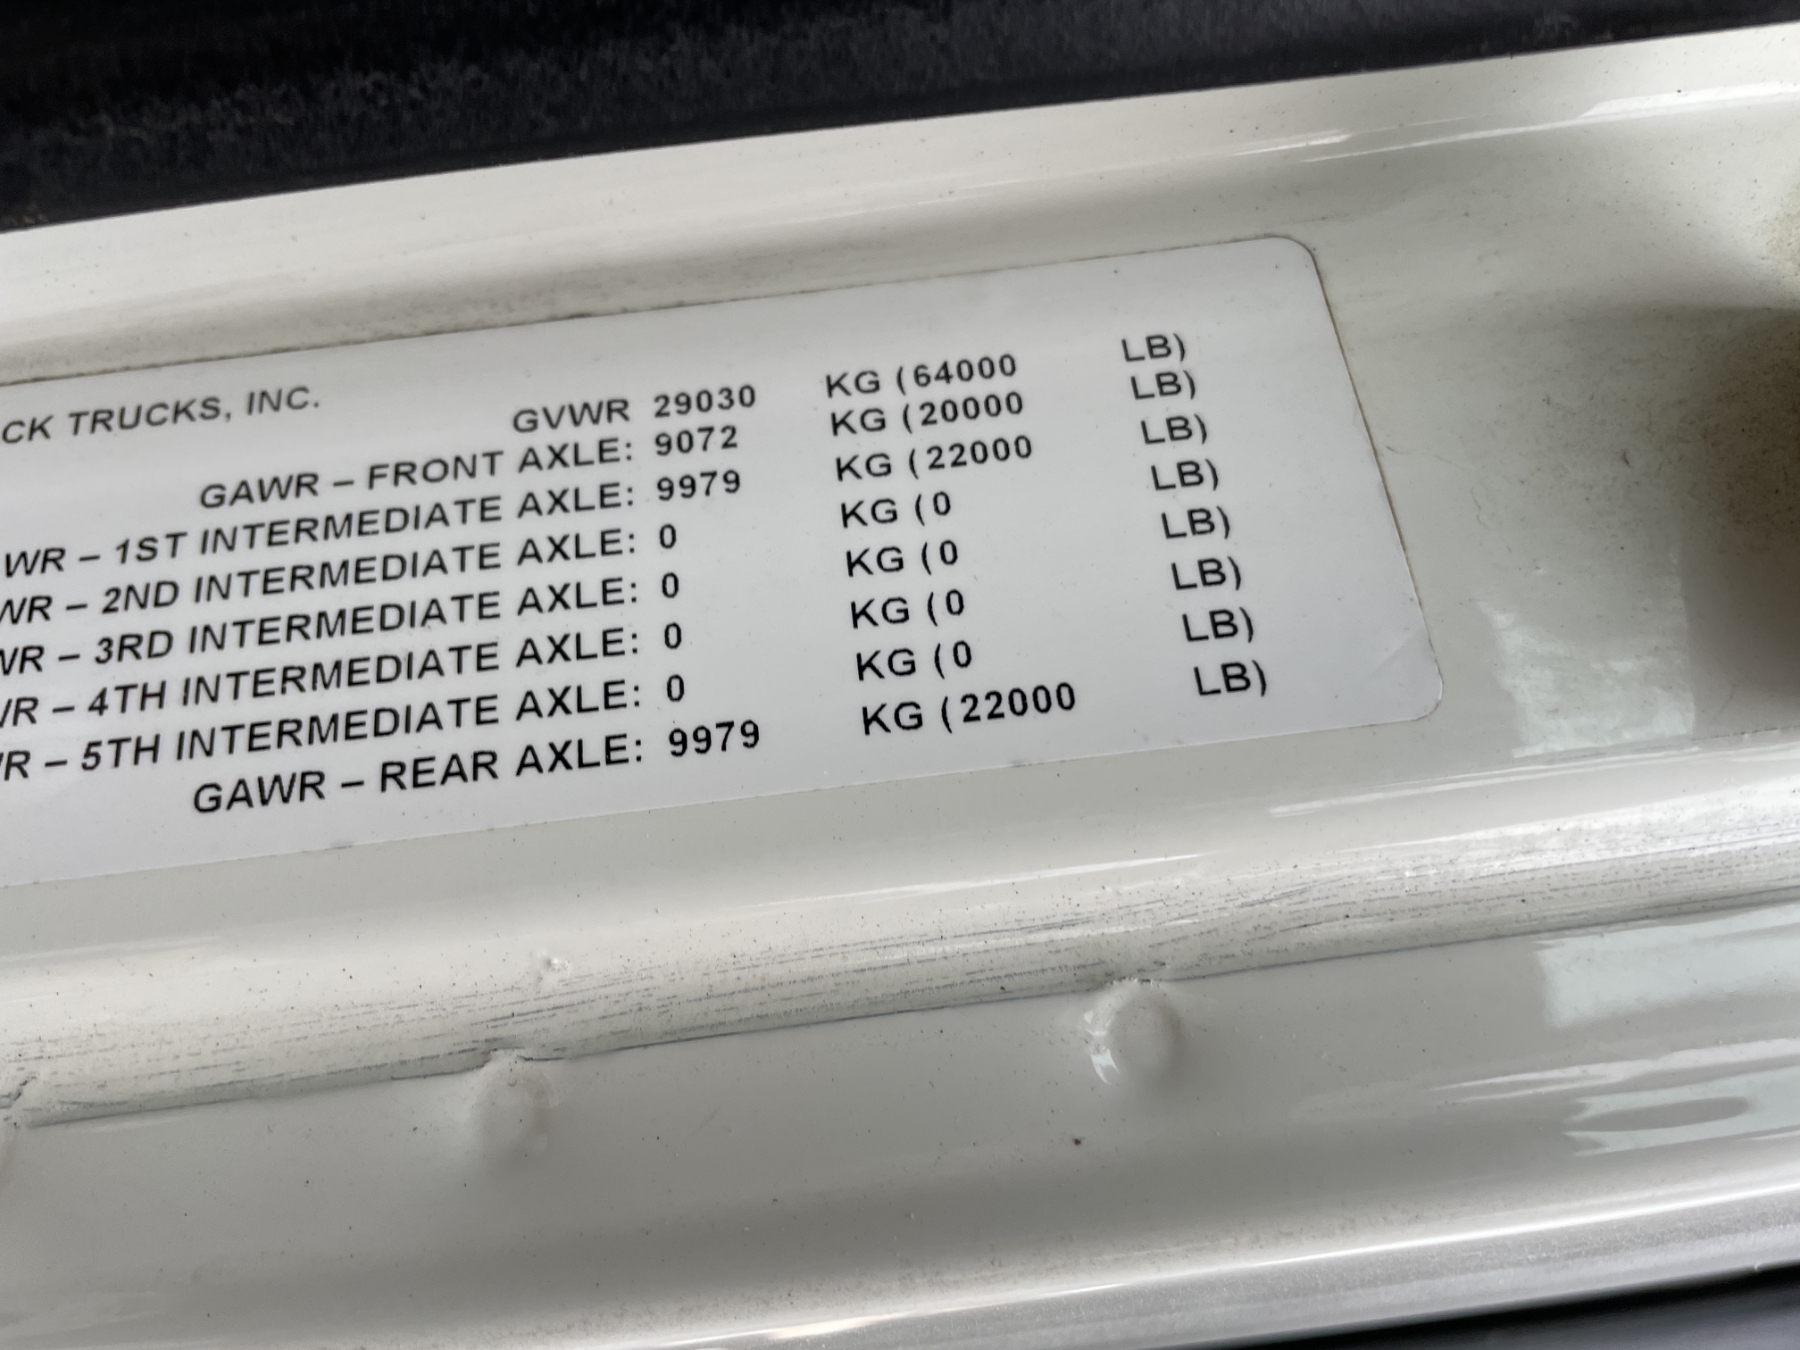 CK TRUCKS, INC.
GVWR 29030 KG (64000 LB)
GAWR – FRONT AXLE: 9072 KG (20000 LB)
WR – 1ST INTERMEDIATE AXLE: 9979 KG (22000 LB)
WR – 2ND INTERMEDIATE AXLE: 0 KG (0 LB)
WR – 3RD INTERMEDIATE AXLE: 0 KG (0 LB)
R – 4TH INTERMEDIATE AXLE: 0 KG (0 LB)
R – 5TH INTERMEDIATE AXLE: 0 KG (0 LB)
GAWR – REAR AXLE: 9979 KG (22000 LB)